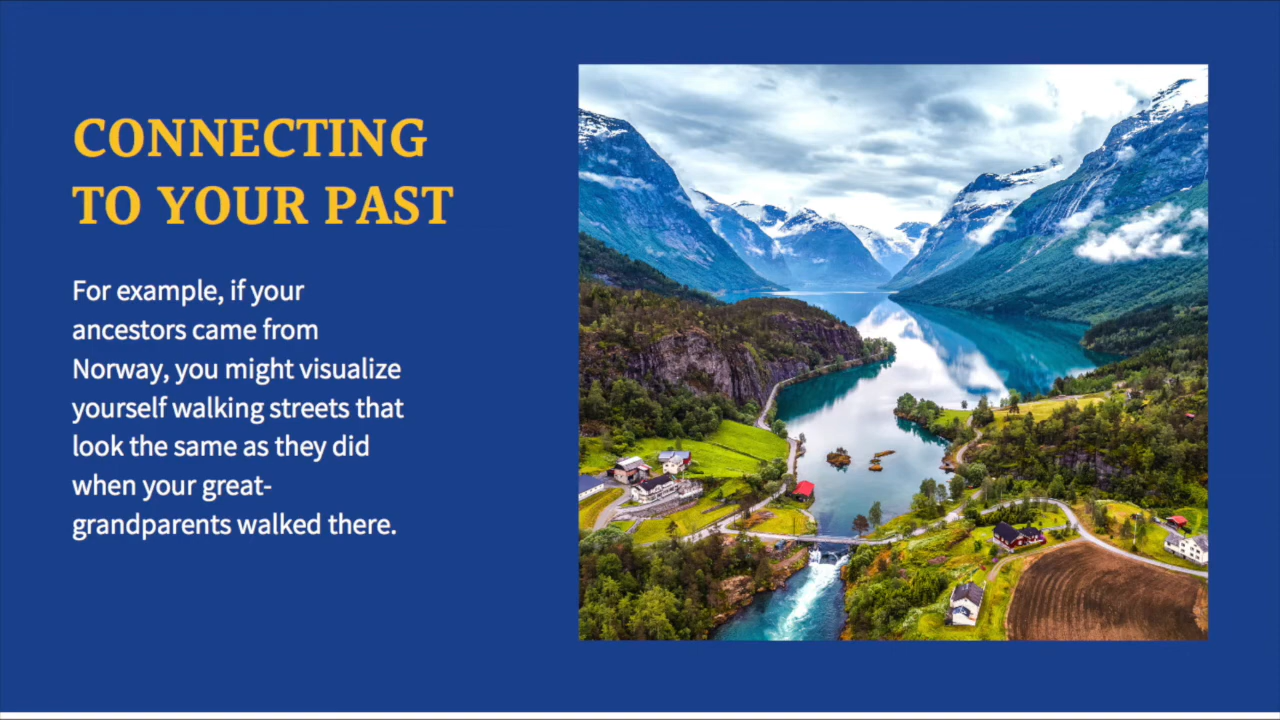 CONNECTING
TO YOUR PAST
For example, if your
ancestors came from
Norway, you might visualize
yourself walking streets that
look the same as they did
when your great-
grandparents walked there.